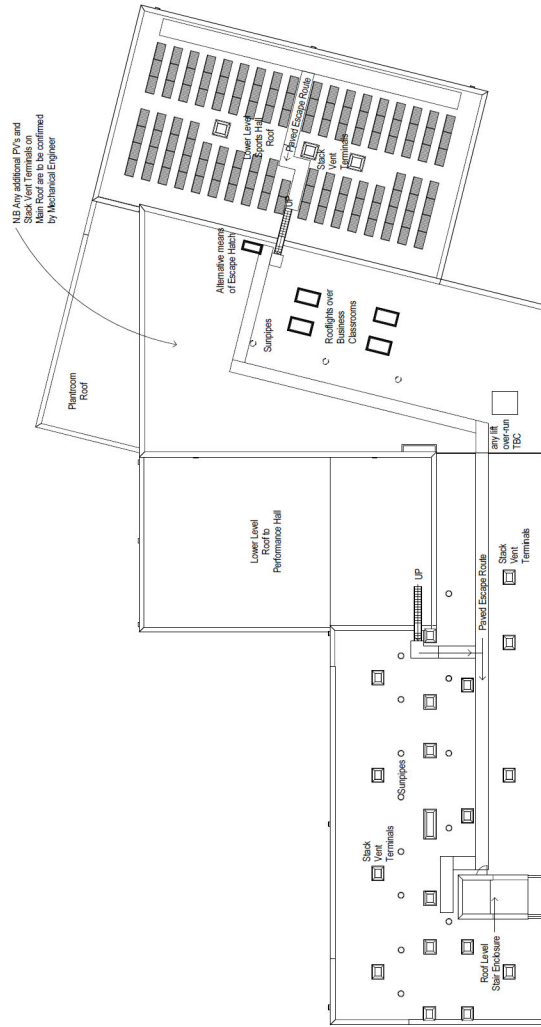 N.B Any additional PV's and
Stack Vent Terminals on
Main Roof are to be confirmed
by Mechanical Engineer
Plantroom
Roof
Lower Level
Sports Hall
Roof
Paved Escape Route
Stack
Vent
Terminals
UP
Alternative means
of Escape Hatch
Sunpipes
Rooflights over
Business
Classrooms
any lift
over-run
TBC
Lower Level
Roof to
Performance Hall
UP
Paved Escape Route
Stack
Vent
Terminals
Sunpipes
Stack
Vent
Terminals
Roof Level
Stair Enclosure